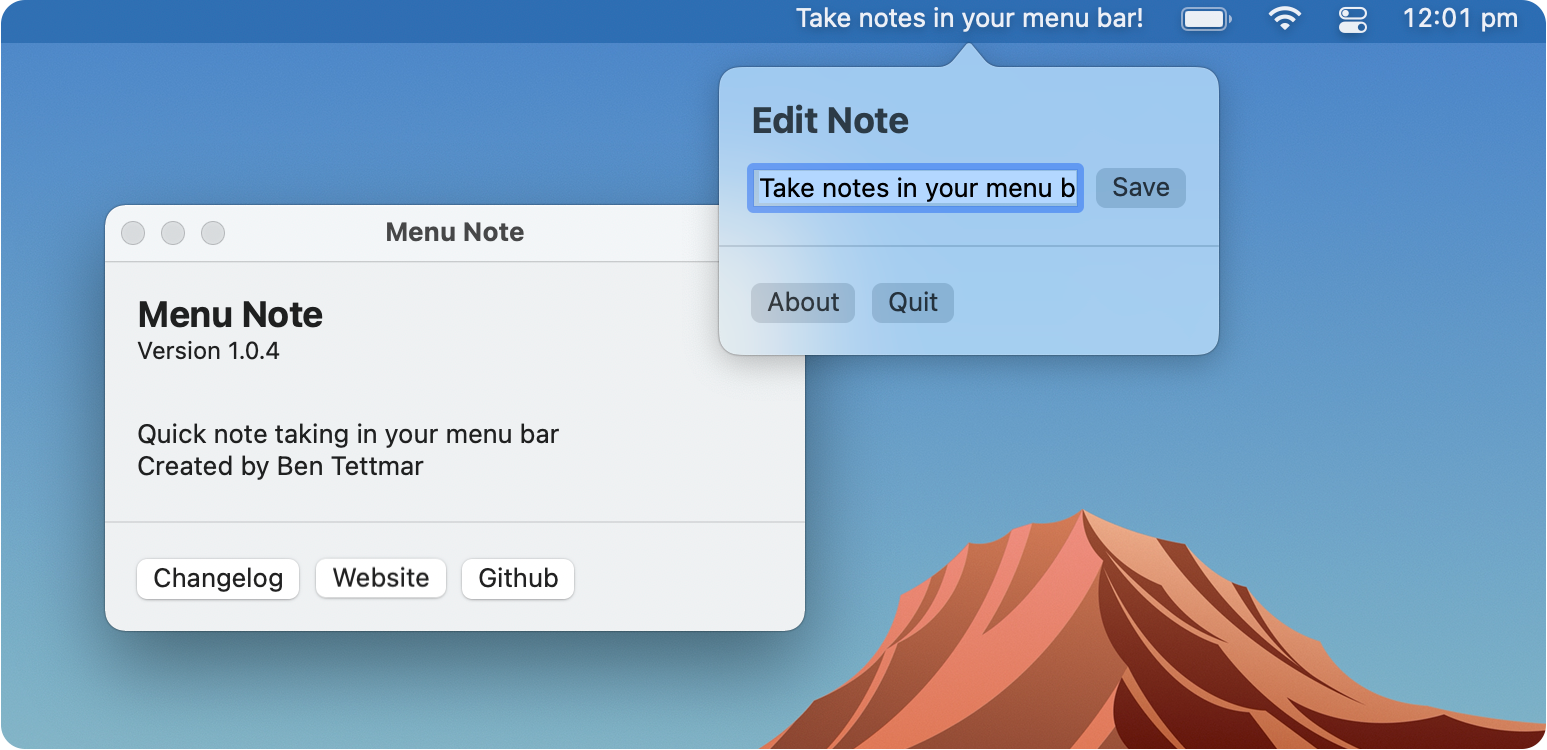 Take notes in your menu bar!
12:01 pm
Edit Note
Take notes in your menu b
Save
About
Quit
Menu Note
Menu Note
Version 1.0.4
Quick note taking in your menu bar
Created by Ben Tettmar
Changelog
Website
Github